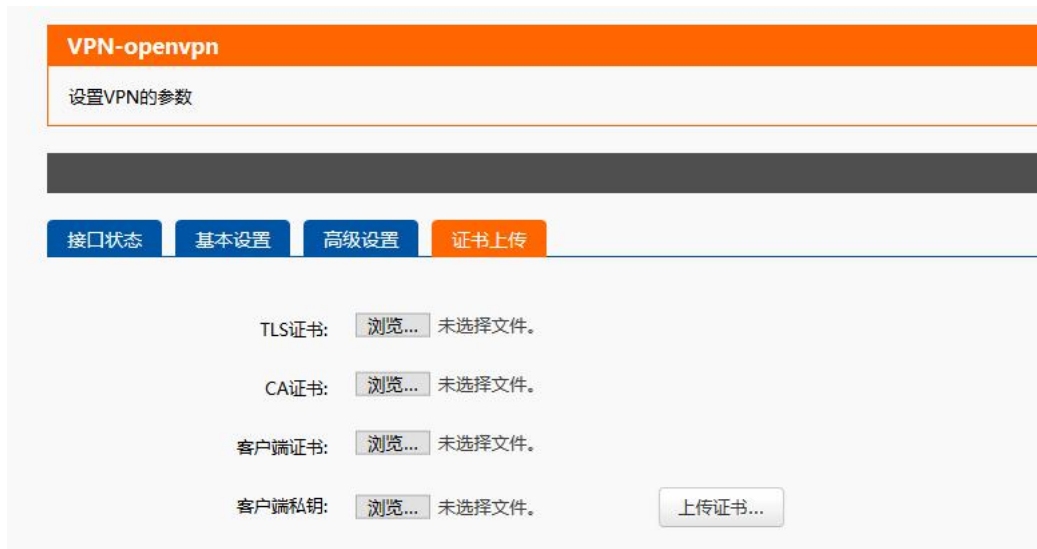 VPN-openvpn
设置VPN的参数
接口状态 基本设置 高级设置 证书上传
TLS证书: 浏览... 未选择文件。
CA证书: 浏览... 未选择文件。
客户端证书: 浏览... 未选择文件。
客户端私钥: 浏览... 未选择文件。 上传证书...